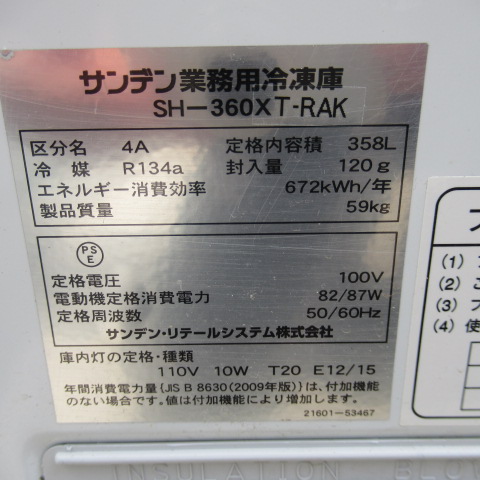 サンデン業務用冷凍庫
SH-360XT-RAK
区分名 4A 定格内容積 358L
冷媒 R134a 封入量 120g
エネルギー消費効率 672kWh/年
製品質量 59kg
PS
E
定格電圧 100V
電動機定格消費電力 82/87W
定格周波数 50/60Hz
サンデン・リテールシステム株式会社
庫内灯の定格・種類
110V 10W T20 E12/15
年間消費電力量{JIS B 8630(2009年版)}は、付加機能
のない場合です。値は付加機能により増加します。
21601-53467
(1)
(2) こ
(3) フ
(4) 使
INSULATION BLOW